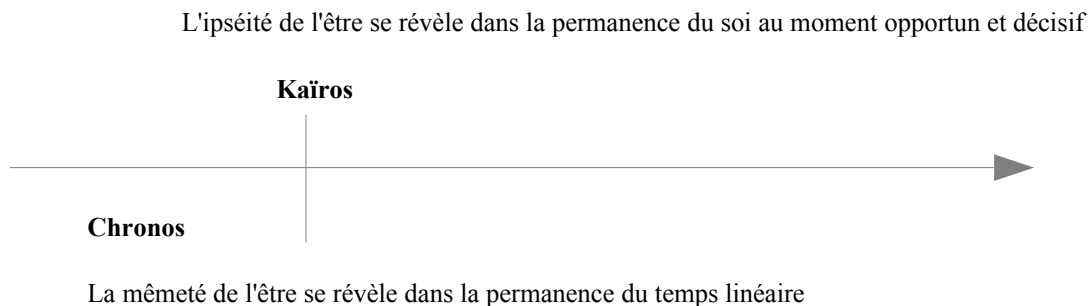 L'ipséité de l'être se révèle dans la permanence du soi au moment opportun et décisif
Kaïros
Chronos
La mêmeté de l'être se révèle dans la permanence du temps linéaire